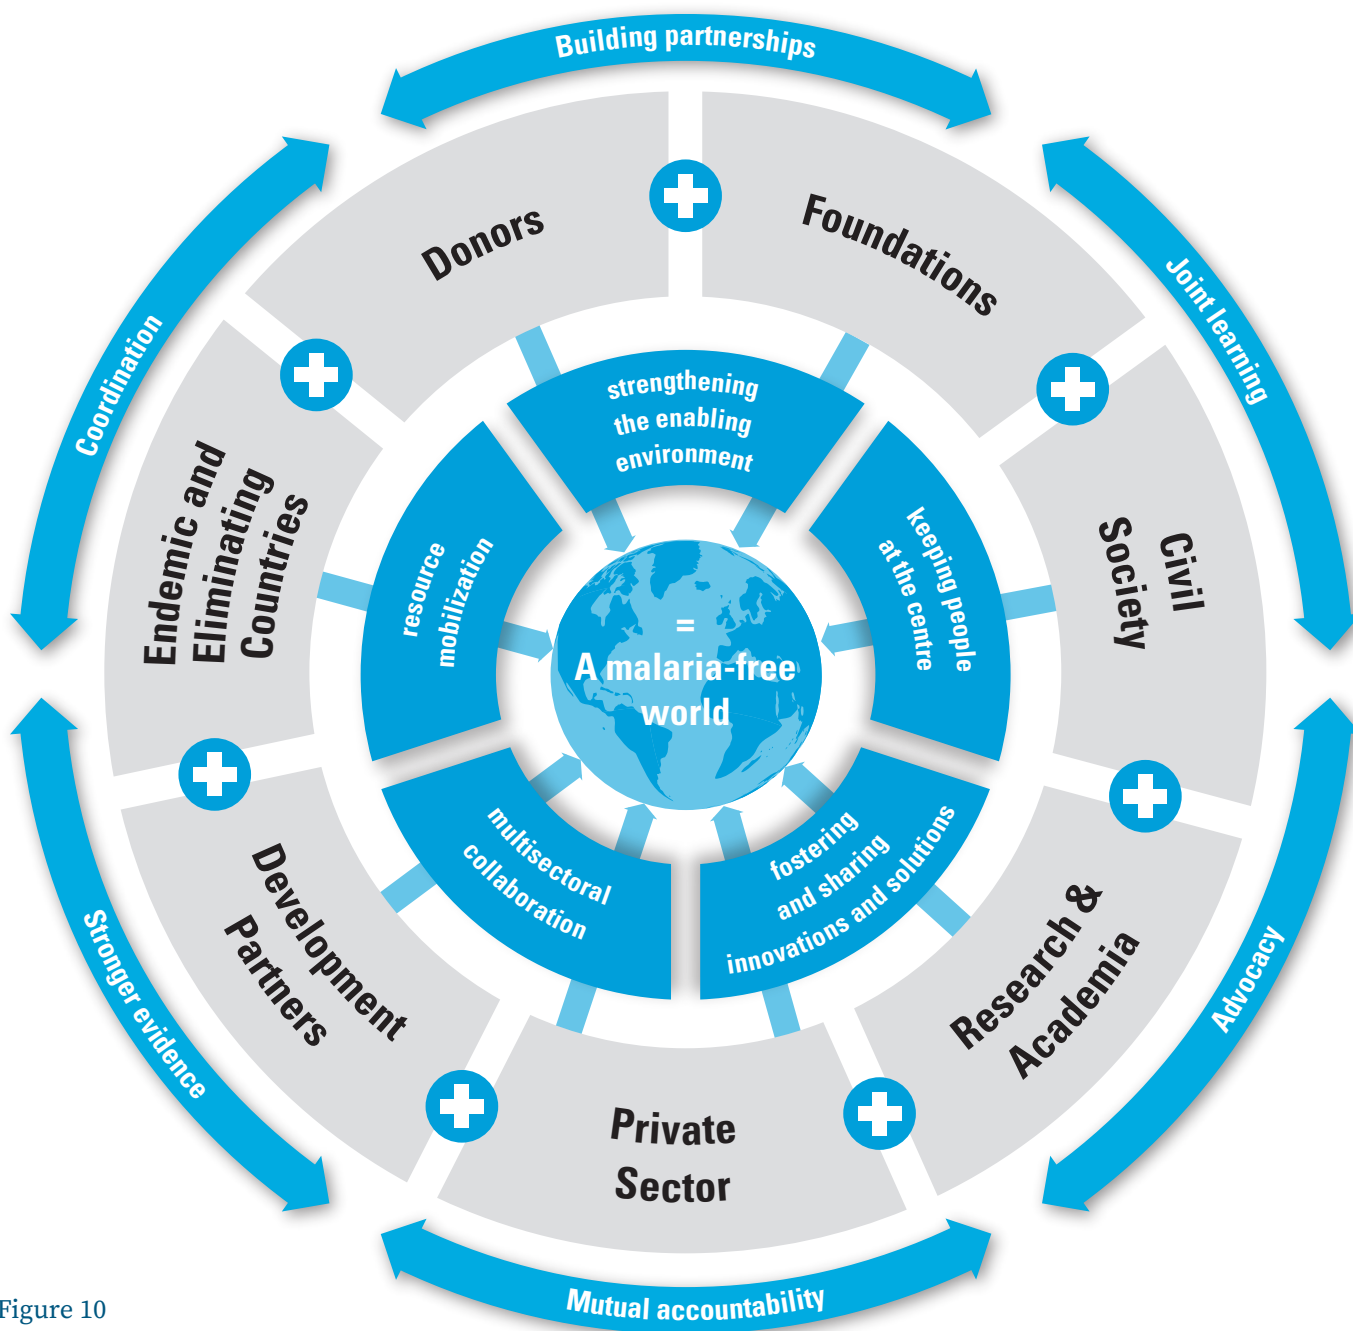 Building partnerships
Joint learning
Advocacy
Mutual accountability
Stronger evidence
Coordination
Donors
Foundations
Civil
Society
Research &
Academia
Private
Sector
Development
Partners
Endemic and
Eliminating
Countries
strengthening
the enabling
environment
keeping people
at the centre
fostering
and sharing
innovations and solutions
multisectoral
collaboration
resource
mobilization
=
A malaria-free
world
Figure 10